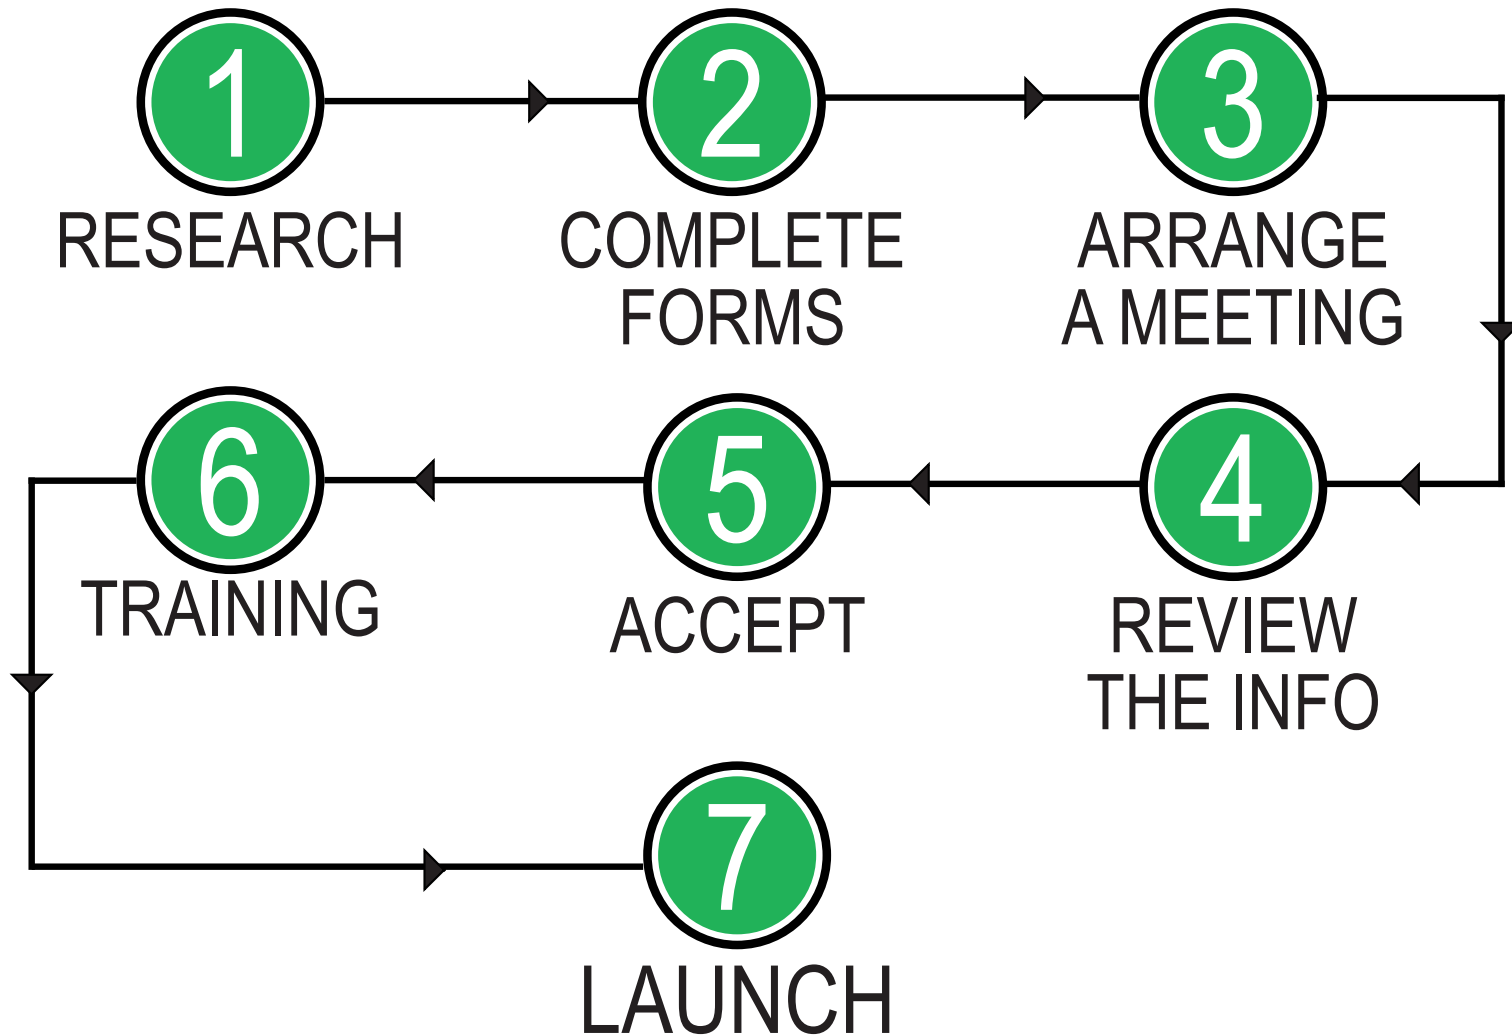 1
RESEARCH
2
COMPLETE
FORMS
3
ARRANGE
A MEETING
4
REVIEW
THE INFO
5
ACCEPT
6
TRAINING
7
LAUNCH